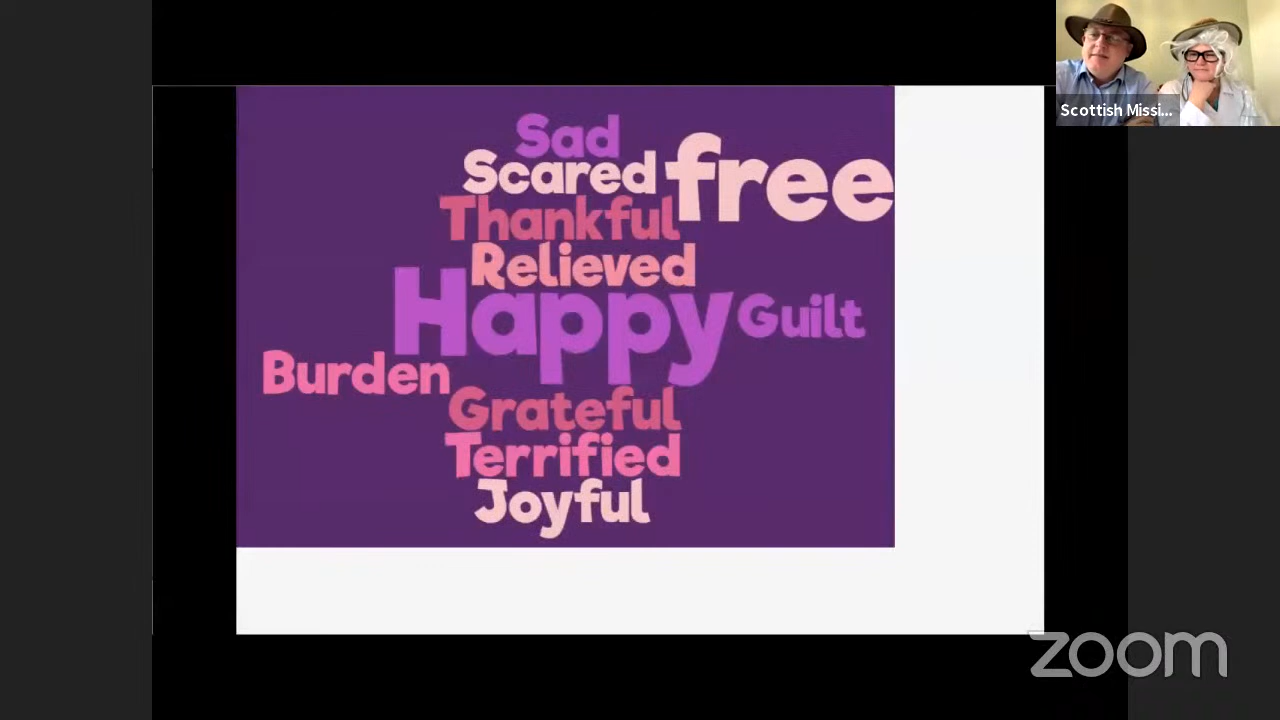 Scottish Missi...
Sad
Scared
free
Thankful
Relieved
Happy
Guilt
Burden
Grateful
Terrified
Joyful
zoom